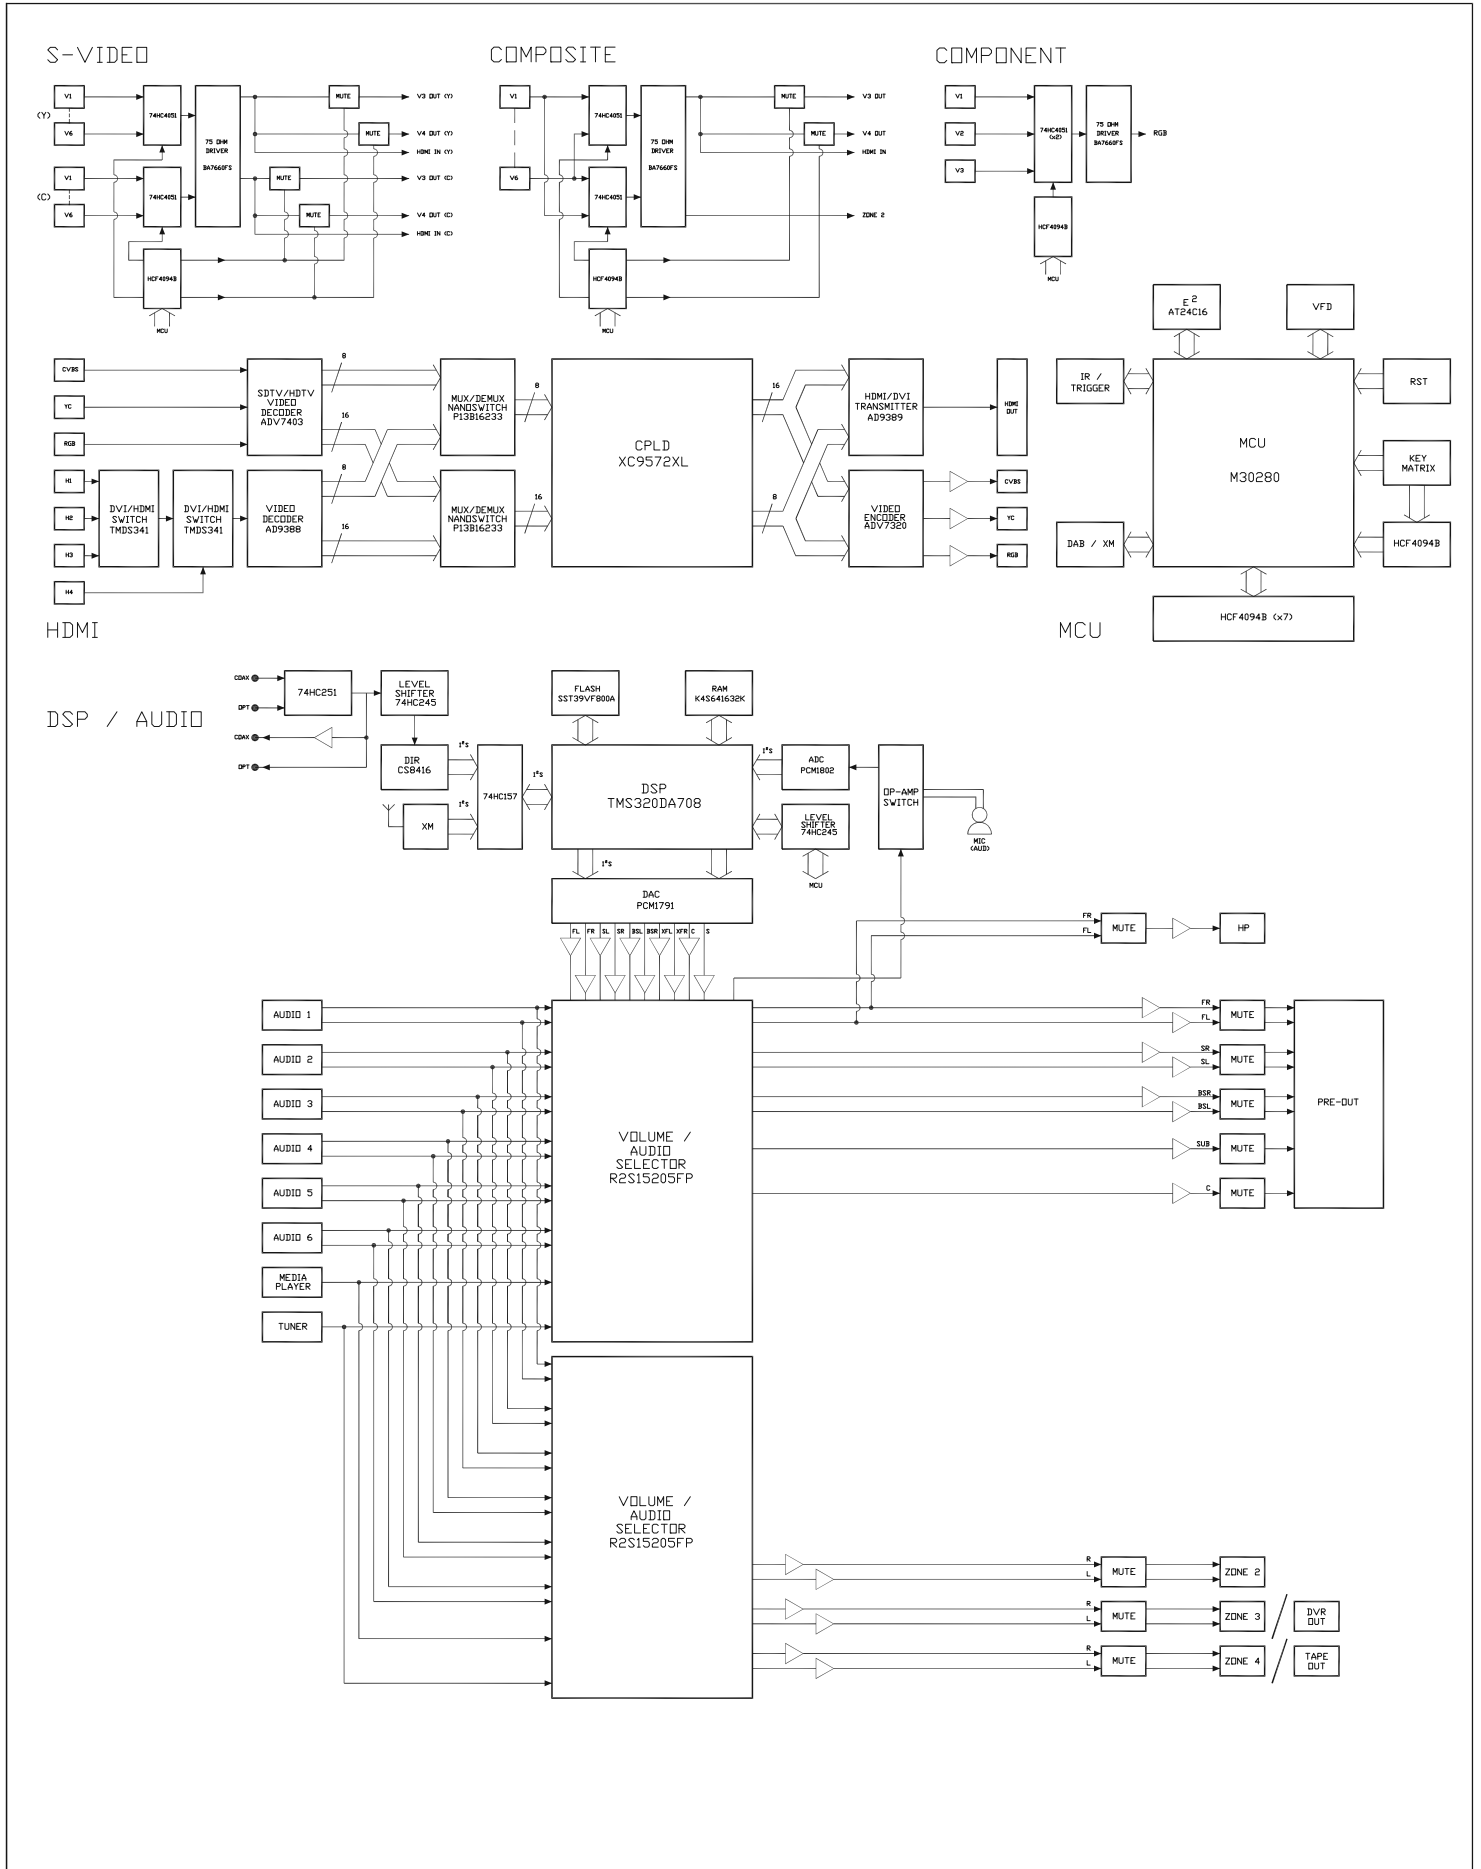 S-VIDEO
(Y)
V1
V6
(C)
V1
V6
74HC4051
74HC4051
75 OHM
DRIVER
BA7660FS
HCF4094B
MCU
MUTE
MUTE
MUTE
MUTE
V3 OUT (Y)
V4 OUT (Y)
HDMI IN (Y)
V3 OUT (C)
V4 OUT (C)
HDMI IN (C)
COMPOSITE
V1
V6
74HC4051
74HC4051
75 OHM
DRIVER
BA7660FS
HCF4094B
MCU
MUTE
MUTE
V3 OUT
V4 OUT
HDMI IN
ZONE 2
COMPONENT
V1
V2
V3
74HC4051
(x2)
75 OHM
DRIVER
BA7660FS
RGB
HCF4094B
MCU
CVBS
YC
RGB
H1
H2
H3
H4
DVI/HDMI
SWITCH
TMDS341
DVI/HDMI
SWITCH
TMDS341
SDTV/HDTV
VIDEO
DECODER
ADV7403
VIDEO
DECODER
AD9388
8
16
8
16
MUX/DEMUX
NANOSWITCH
P13B16233
MUX/DEMUX
NANOSWITCH
P13B16233
8
16
CPLD
XC9572XL
16
8
HDMI/DVI
TRANSMITTER
AD9389
VIDEO
ENCODER
ADV7320
HDMI
OUT
CVBS
YC
RGB
HDMI
E 2
AT24C16
VFD
IR /
TRIGGER
RST
MCU
M30280
KEY
MATRIX
DAB / XM
HCF4094B
HCF4094B (x7)
MCU
DSP / AUDIO
COAX
OPT
COAX
OPT
74HC251
LEVEL
SHIFTER
74HC245
DIR
CS8416
XM
I²S
I²S
74HC157
I²S
FLASH
SST39VF800A
RAM
K4S641632K
DSP
TMS320DA708
I²S
ADC
PCM1802
LEVEL
SHIFTER
74HC245
MCU
OP-AMP
SWITCH
MIC
(AUD)
I²S
DAC
PCM1791
FL
FR
SL
SR
BSL
BSR
XFL
XFR
C
S
FR
FL
MUTE
HP
AUDIO 1
AUDIO 2
AUDIO 3
AUDIO 4
AUDIO 5
AUDIO 6
MEDIA
PLAYER
TUNER
VOLUME /
AUDIO
SELECTOR
R2S15205FP
FR
FL
MUTE
SR
SL
MUTE
BSR
BSL
MUTE
SUB
MUTE
C
MUTE
PRE-OUT
VOLUME /
AUDIO
SELECTOR
R2S15205FP
R
L
MUTE
ZONE 2
R
L
MUTE
ZONE 3
DVR
OUT
R
L
MUTE
ZONE 4
TAPE
OUT